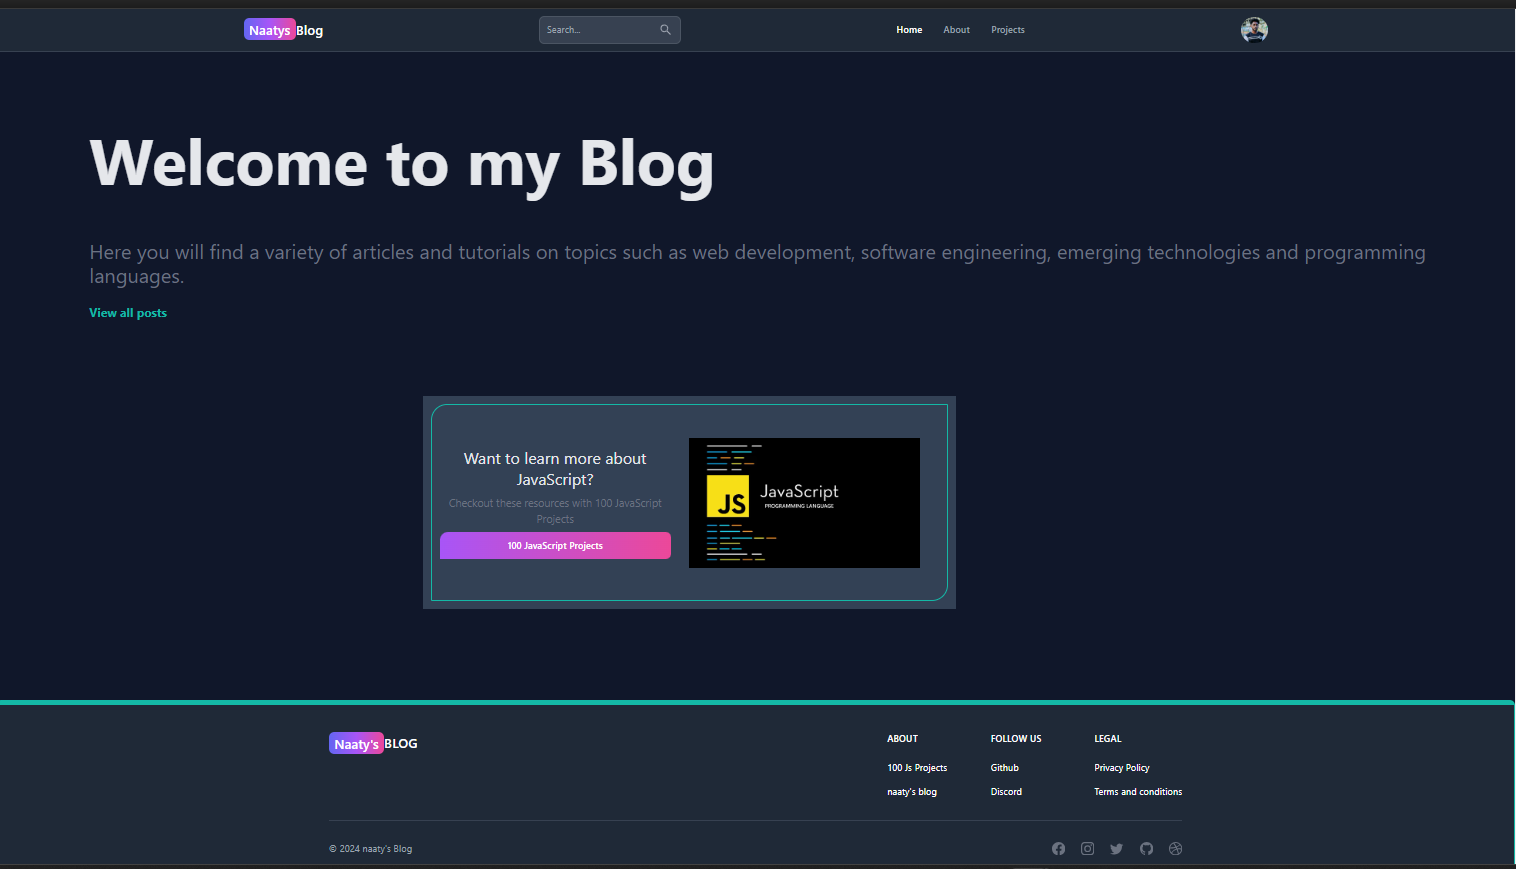 Naatys Blog
Search...
Home About Projects
Welcome to my Blog
Here you will find a variety of articles and tutorials on topics such as web development, software engineering, emerging technologies and programming
languages.
View all posts
Want to learn more about
JavaScript?
Checkout these resources with 100 JavaScript
Projects
100 JavaScript Projects
JS
JavaScript
PROGRAMMING LANGUAGE
Naaty's BLOG
ABOUT
100 Js Projects
naaty's blog
FOLLOW US
Github
Discord
LEGAL
Privacy Policy
Terms and conditions
© 2024 naaty's Blog